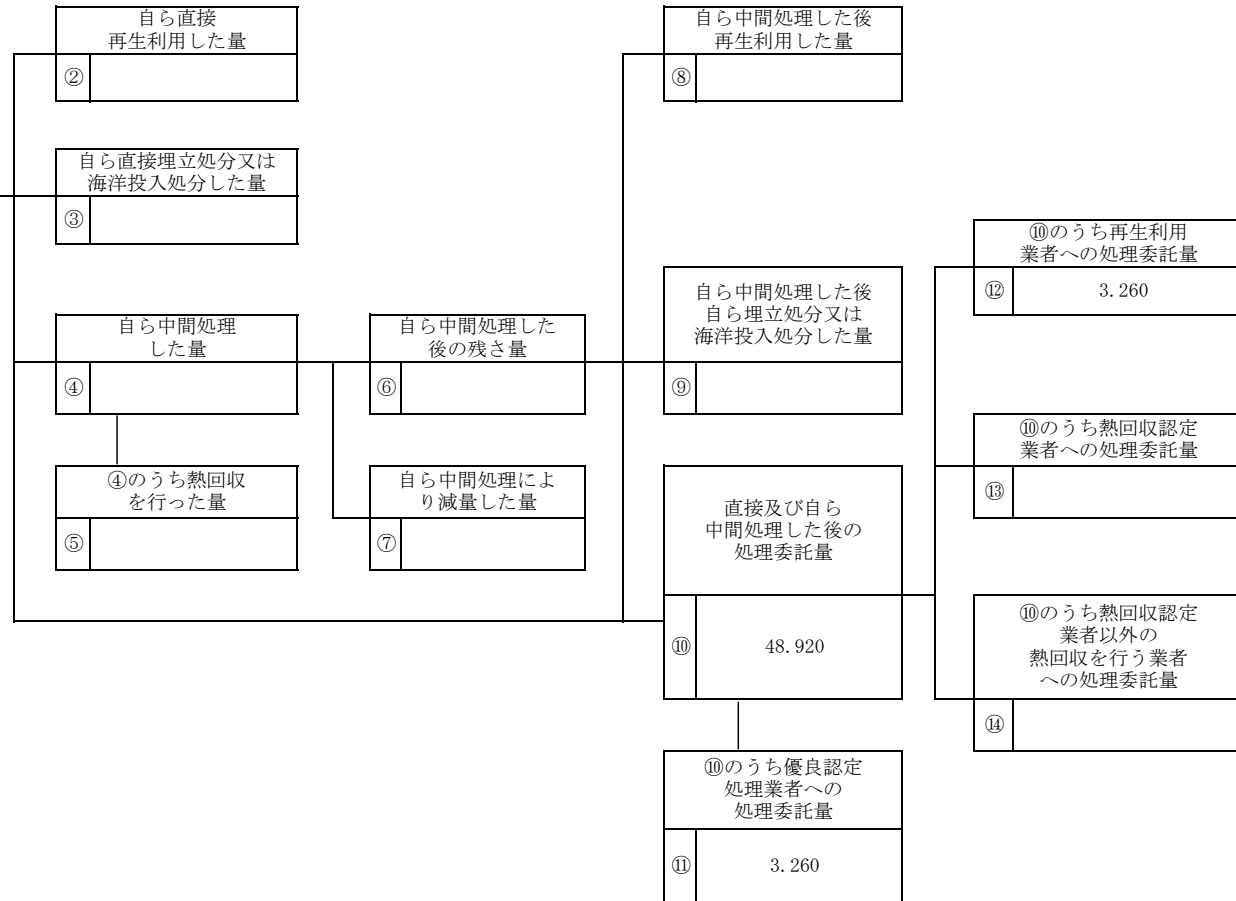 自ら直接
再生利用した量
②
自ら中間処理した後
再生利用した量
⑧
自ら直接埋立処分又は
海洋投入処分した量
③
⑩のうち再生利用
業者への処理委託量
⑫ 3.260
自ら中間処理
した量
④
自ら中間処理した
後の残さ量
⑥
自ら中間処理した後
自ら埋立処分又は
海洋投入処分した量
⑨
⑩のうち熱回収認定
業者への処理委託量
⑬
④のうち熱回収
を行った量
⑤
自ら中間処理によ
り減量した量
⑦
直接及び自ら
中間処理した後の
処理委託量
⑩ 48.920
⑩のうち熱回収認定
業者以外の
熱回収を行う業者
への処理委託量
⑭
⑩のうち優良認定
処理業者への
処理委託量
⑪ 3.260